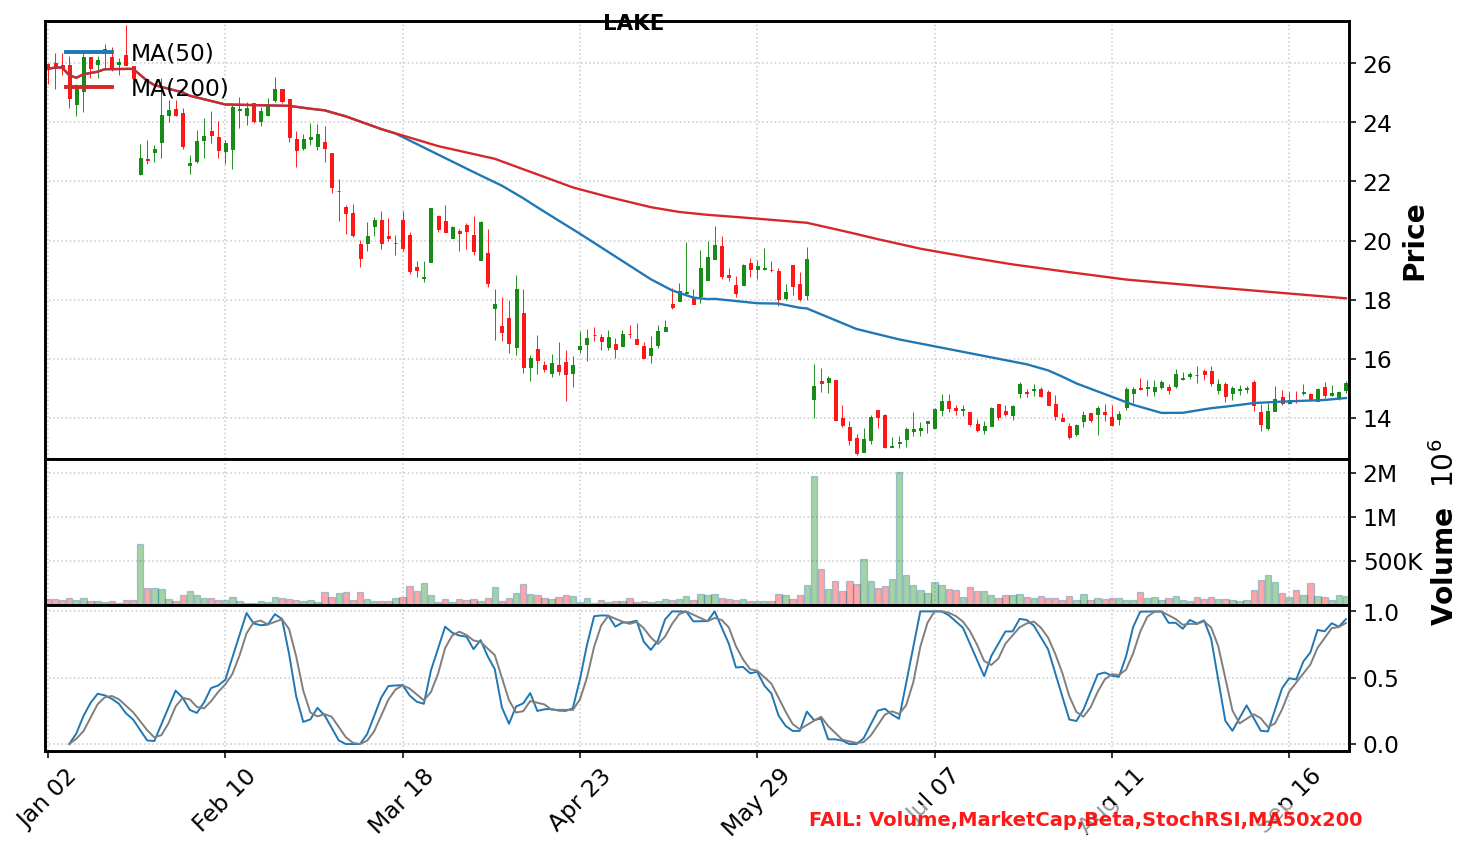 LAKE
MA(50)
MA(200)
26
24
22
20
18
16
14
Price
2M
1M
500K
Volume 10^6
1.0
0.5
0.0
Jan 02
Feb 10
Mar 18
Apr 23
May 29
Jul 07
Aug 11
Sep 16
FAIL: Volume,MarketCap,Beta,StochRSI,MA50x200